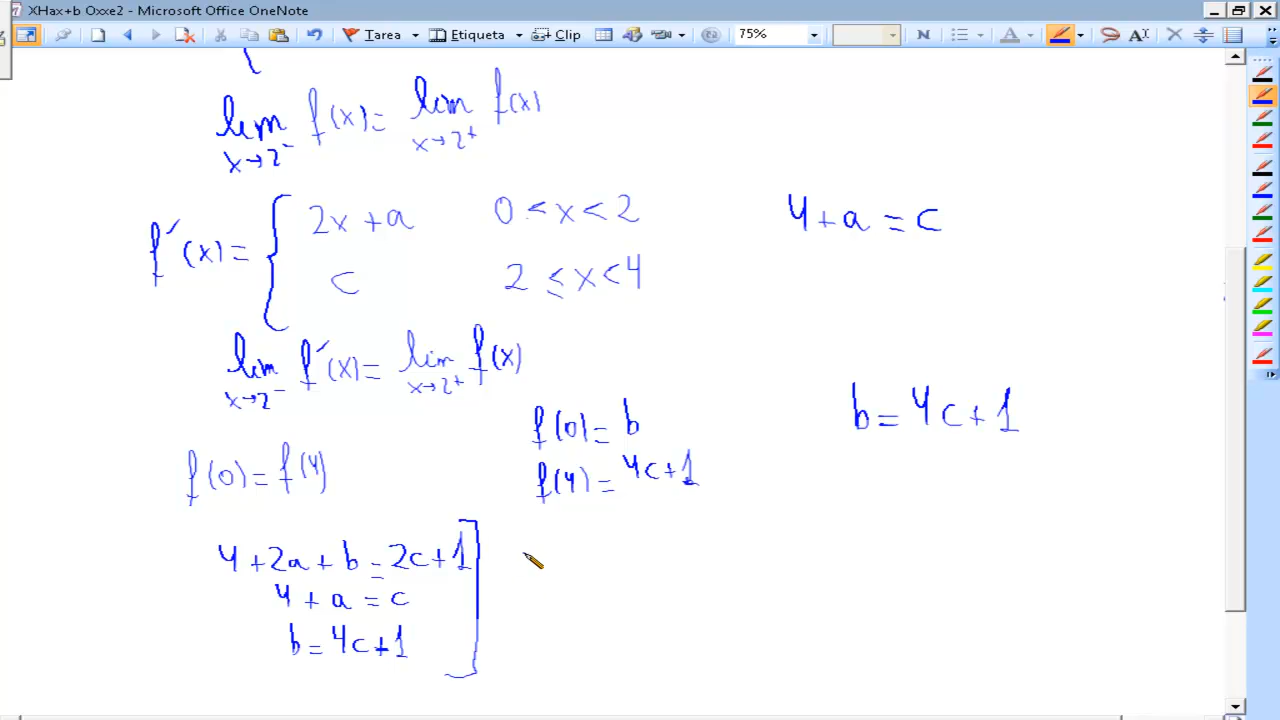 XHax+b Oxxe2) - Microsoft Office OneNote
Tarea Etiqueta Clip 75% N A A
lim f(x) = lim f(x)
x→2⁻ x→2⁺
f'(x) = { 2x + a 0 ≤ x < 2
c 2 ≤ x < 4
4 + a = c
lim f'(x) = lim f(x)
x→2⁻ x→2⁺
f(0) = b
b = 4c + 1
f(0) = f(4)
f(4) = 4c + 1
4 + 2a + b = 2c + 1
4 + a = c
b = 4c + 1